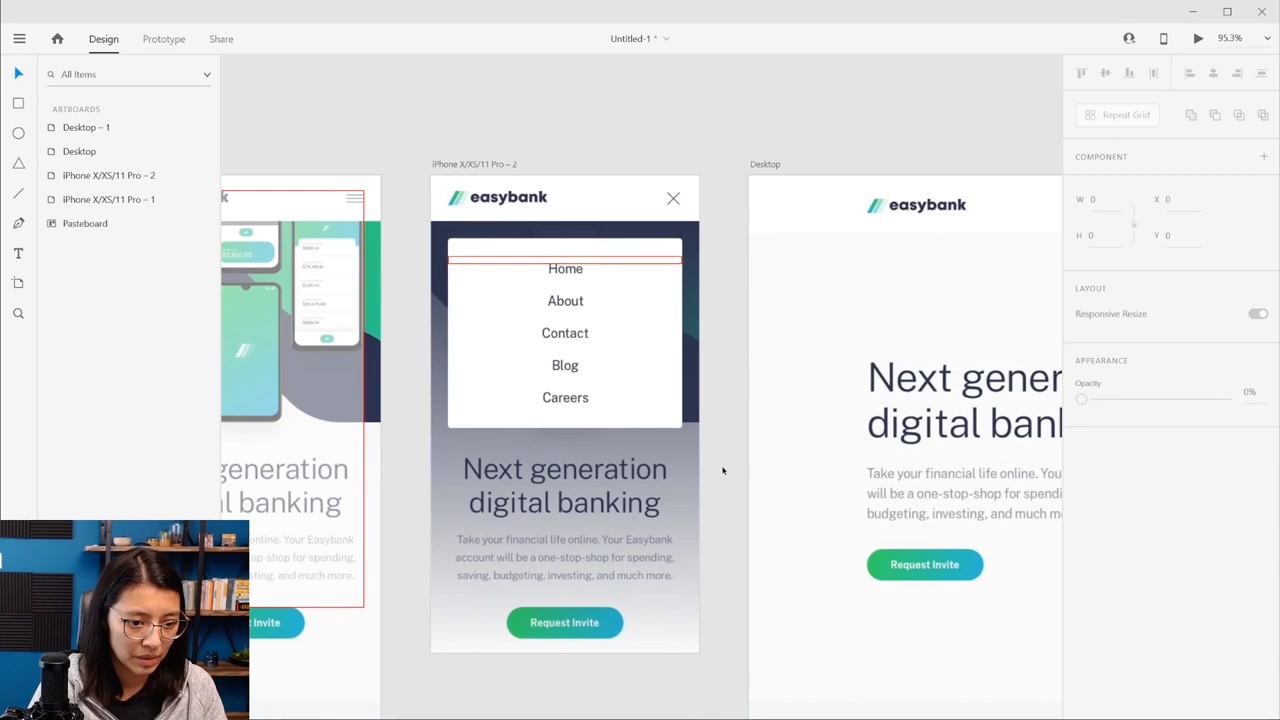 Design
Prototype
Share
Untitled-1 *
95.3%
All Items
ARTBOARDS
Desktop – 1
Desktop
iPhone X/XS/11 Pro – 2
iPhone X/XS/11 Pro – 1
Pasteboard
generation
banking
iPhone X/XS/11 Pro – 2
easybank
Home
About
Contact
Blog
Careers
Next generation
digital banking
Take your financial life online. Your Easybank
account will be a one-stop-shop for spending,
saving, budgeting, investing, and much more.
Request Invite
Desktop
easybank
Next gener
digital bank
Take your financial life online. You
will be a one-stop-shop for spendi
budgeting, investing, and much m
Request Invite
Repeat Grid
COMPONENT
W 0
X 0
H 0
Y 0
LAYOUT
Responsive Resize
APPEARANCE
Opacity
0%